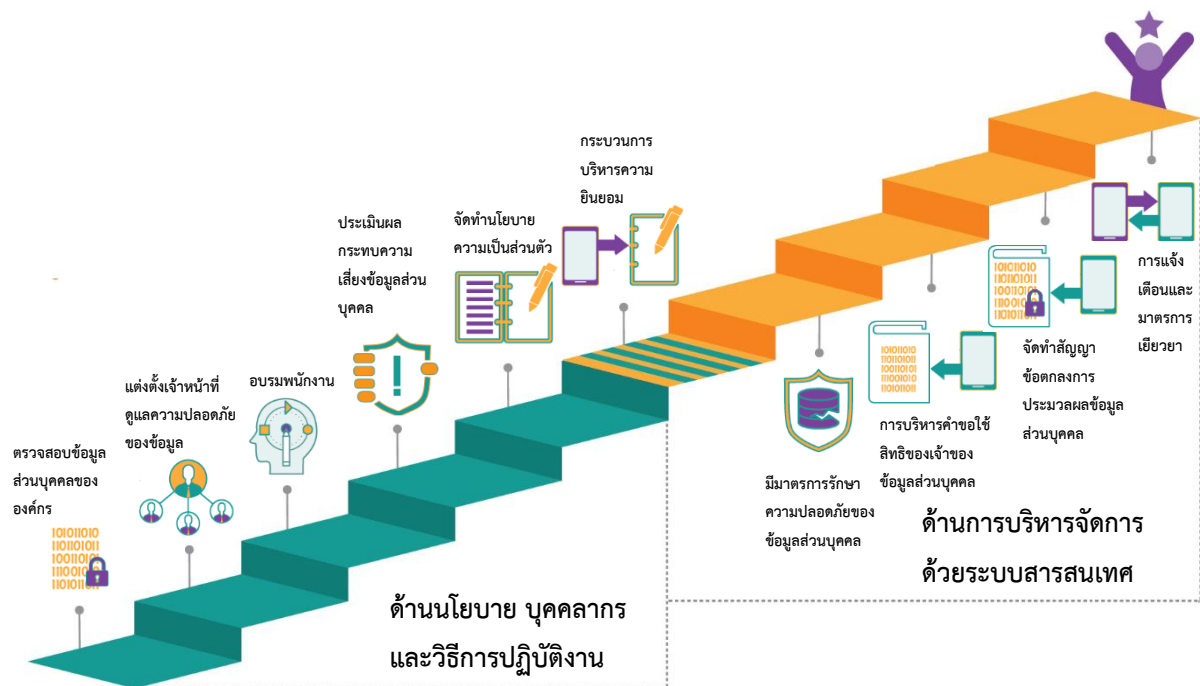 ตรวจสอบข้อมูล
ส่วนบุคคลของ
องค์กร
101011010
110101011
100110101
111001010
110101011
แต่งตั้งเจ้าหน้าที่
ดูแลความปลอดภัย
ของข้อมูล
อบรมพนักงาน
ประเมินผล
กระทบความ
เสี่ยงข้อมูลส่วน
บุคคล
จัดทำนโยบาย
ความเป็นส่วนตัว
กระบวนการ
บริหารความ
ยินยอม
ด้านนโยบาย บุคคลากร
และวิธีการปฏิบัติงาน
มีมาตรการรักษา
ความปลอดภัยของ
ข้อมูลส่วนบุคคล
การบริหารคำขอใช้
สิทธิของเจ้าของ
ข้อมูลส่วนบุคคล
จัดทำสัญญา
ข้อตกลงการ
ประมวลผลข้อมูล
ส่วนบุคคล
การแจ้ง
เตือนและ
มาตรการ
เยียวยา
ด้านการบริหารจัดการ
ด้วยระบบสารสนเทศ